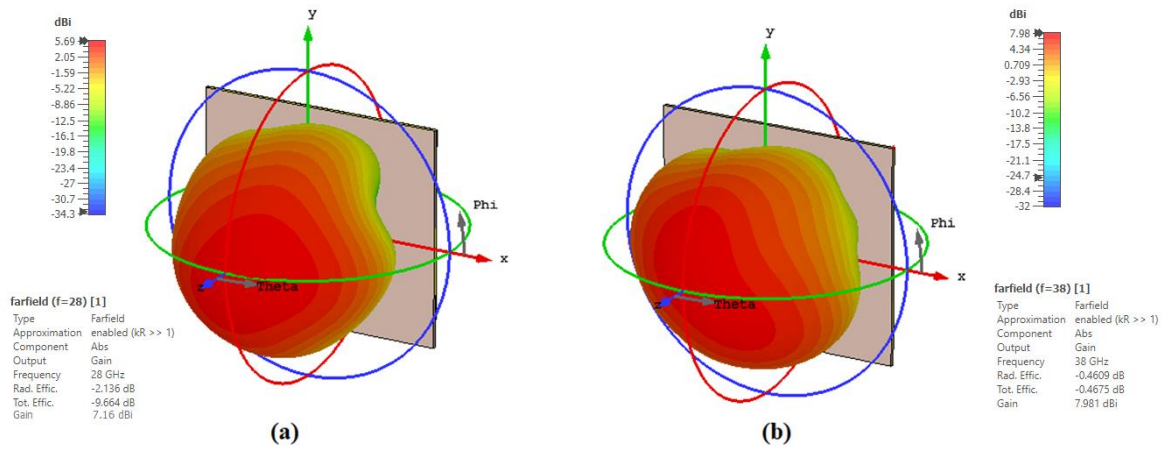 dBi
5.69
2.05
-1.59
-5.22
-8.86
-12.5
-16.1
-19.8
-23.4
-27
-30.7
-34.3
y
Phi
x
z
Theta
farfield (f=28) [1]
Type Farfield
Approximation enabled (kR >> 1)
Component Abs
Output Gain
Frequency 28 GHz
Rad. Effic. -2.136 dB
Tot. Effic. -9.664 dB
Gain 7.16 dBi
(a)
dBi
7.98
4.34
0.709
-2.93
-6.56
-10.2
-13.8
-17.5
-21.1
-24.7
-28.4
-32
y
Phi
x
z
Theta
farfield (f=38) [1]
Type Farfield
Approximation enabled (kR >> 1)
Component Abs
Output Gain
Frequency 38 GHz
Rad. Effic. -0.4609 dB
Tot. Effic. -0.4675 dB
Gain 7.981 dBi
(b)